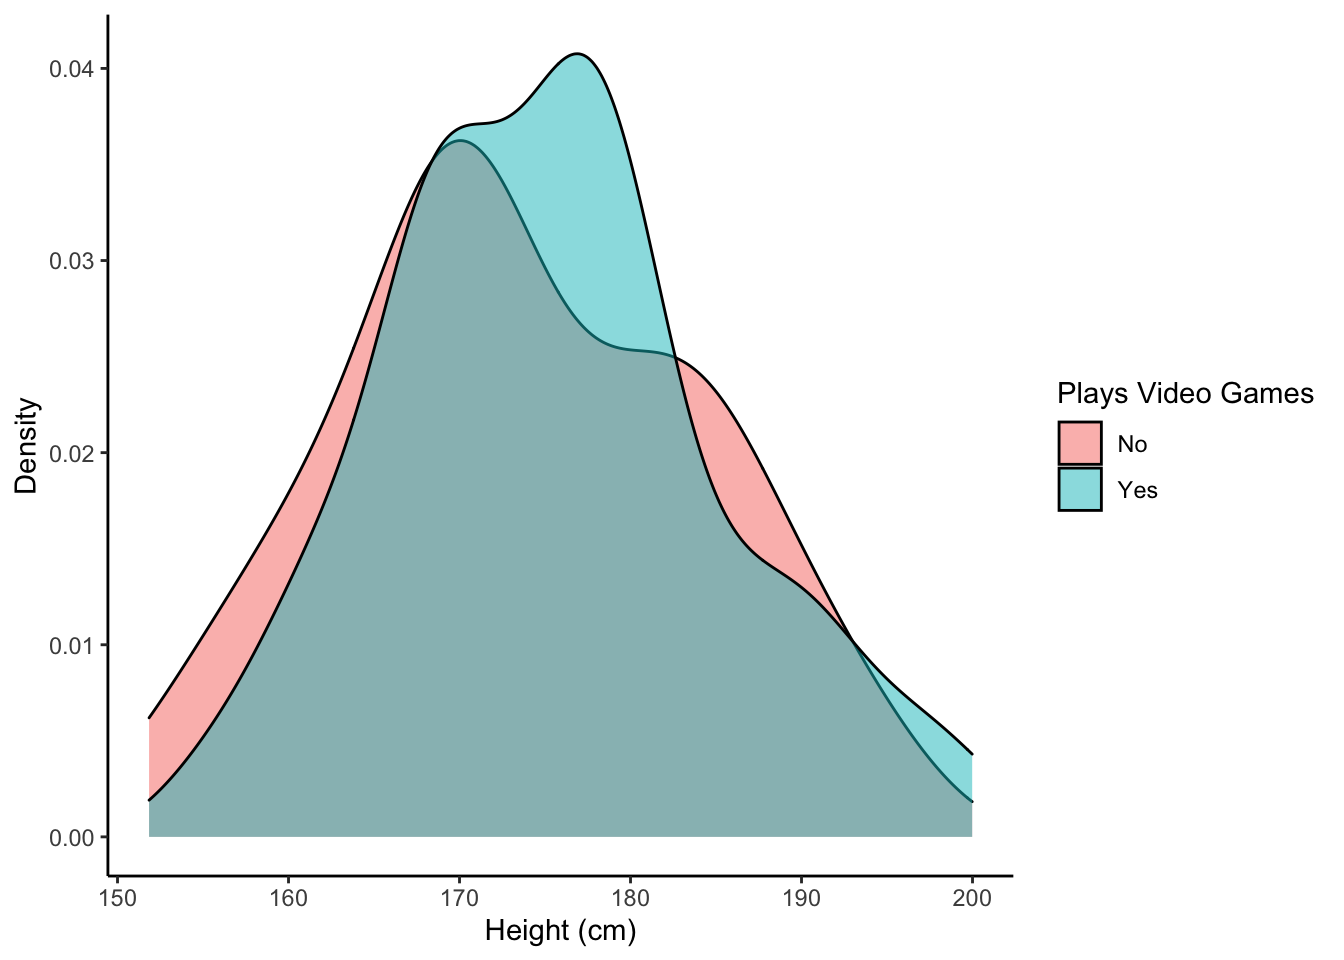 0.04
0.03
0.02
0.01
0.00
Density
150 160 170 180 190 200
Height (cm)
Plays Video Games
No
Yes